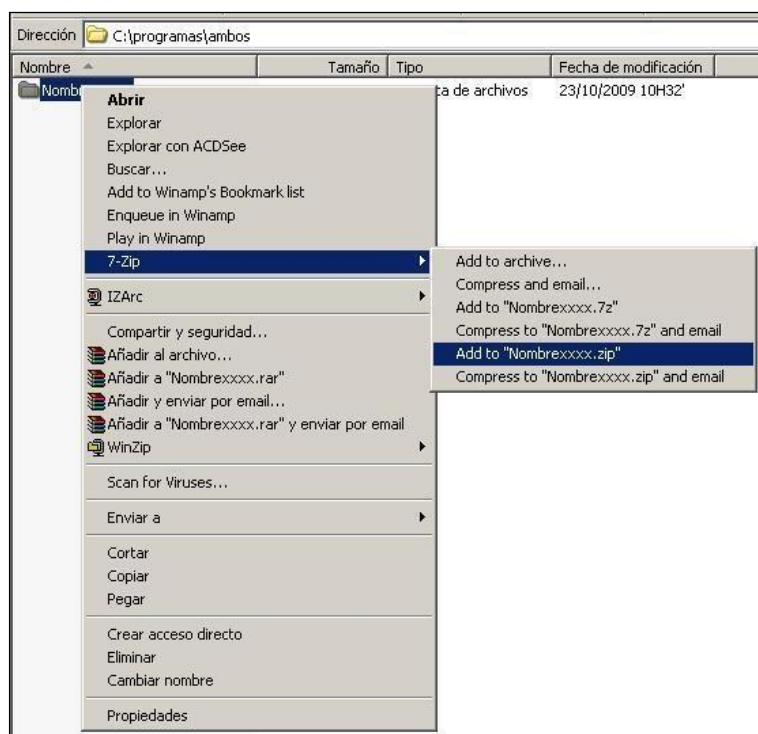 Dirección C:\programas\ambos
Nombre Tamaño Tipo Fecha de modificación
Nomb ta de archivos 23/10/2009 10H32'
Abrir
Explorar
Explorar con ACDSee
Buscar...
Add to Winamp's Bookmark list
Enqueue in Winamp
Play in Winamp
7-Zip
IZArc
Compartir y seguridad...
Añadir al archivo...
Añadir a "Nombrexxxx.rar"
Añadir y enviar por email...
Añadir a "Nombrexxxx.rar" y enviar por email
WinZip
Scan for Viruses...
Enviar a
Cortar
Copiar
Pegar
Crear acceso directo
Eliminar
Cambiar nombre
Propiedades
Add to archive...
Compress and email...
Add to "Nombrexxxx.7z"
Compress to "Nombrexxxx.7z" and email
Add to "Nombrexxxx.zip"
Compress to "Nombrexxxx.zip" and email